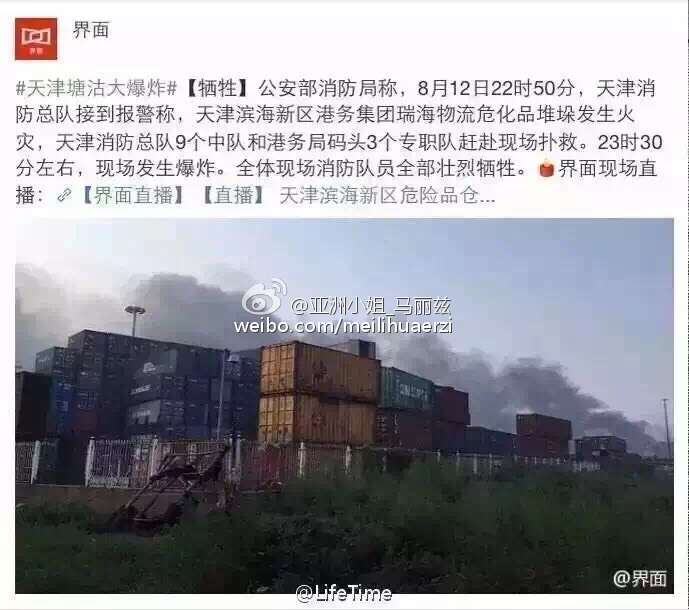 界面
界面
#天津塘沽大爆炸#【牺牲】公安部消防局称，8月12日22时50分，天津消
防总队接到报警称，天津滨海新区港务集团瑞海物流危化品堆垛发生火
灾，天津消防总队9个中队和港务局码头3个专职队赶赴现场扑救。23时30
分左右，现场发生爆炸。全体现场消防队员全部壮烈牺牲。界面现场直
播：【界面直播】【直播】天津滨海新区危险品仓...
@亚洲小姐_马丽兹
weibo.com/meilihuaerzi
@界面
@LifeTime